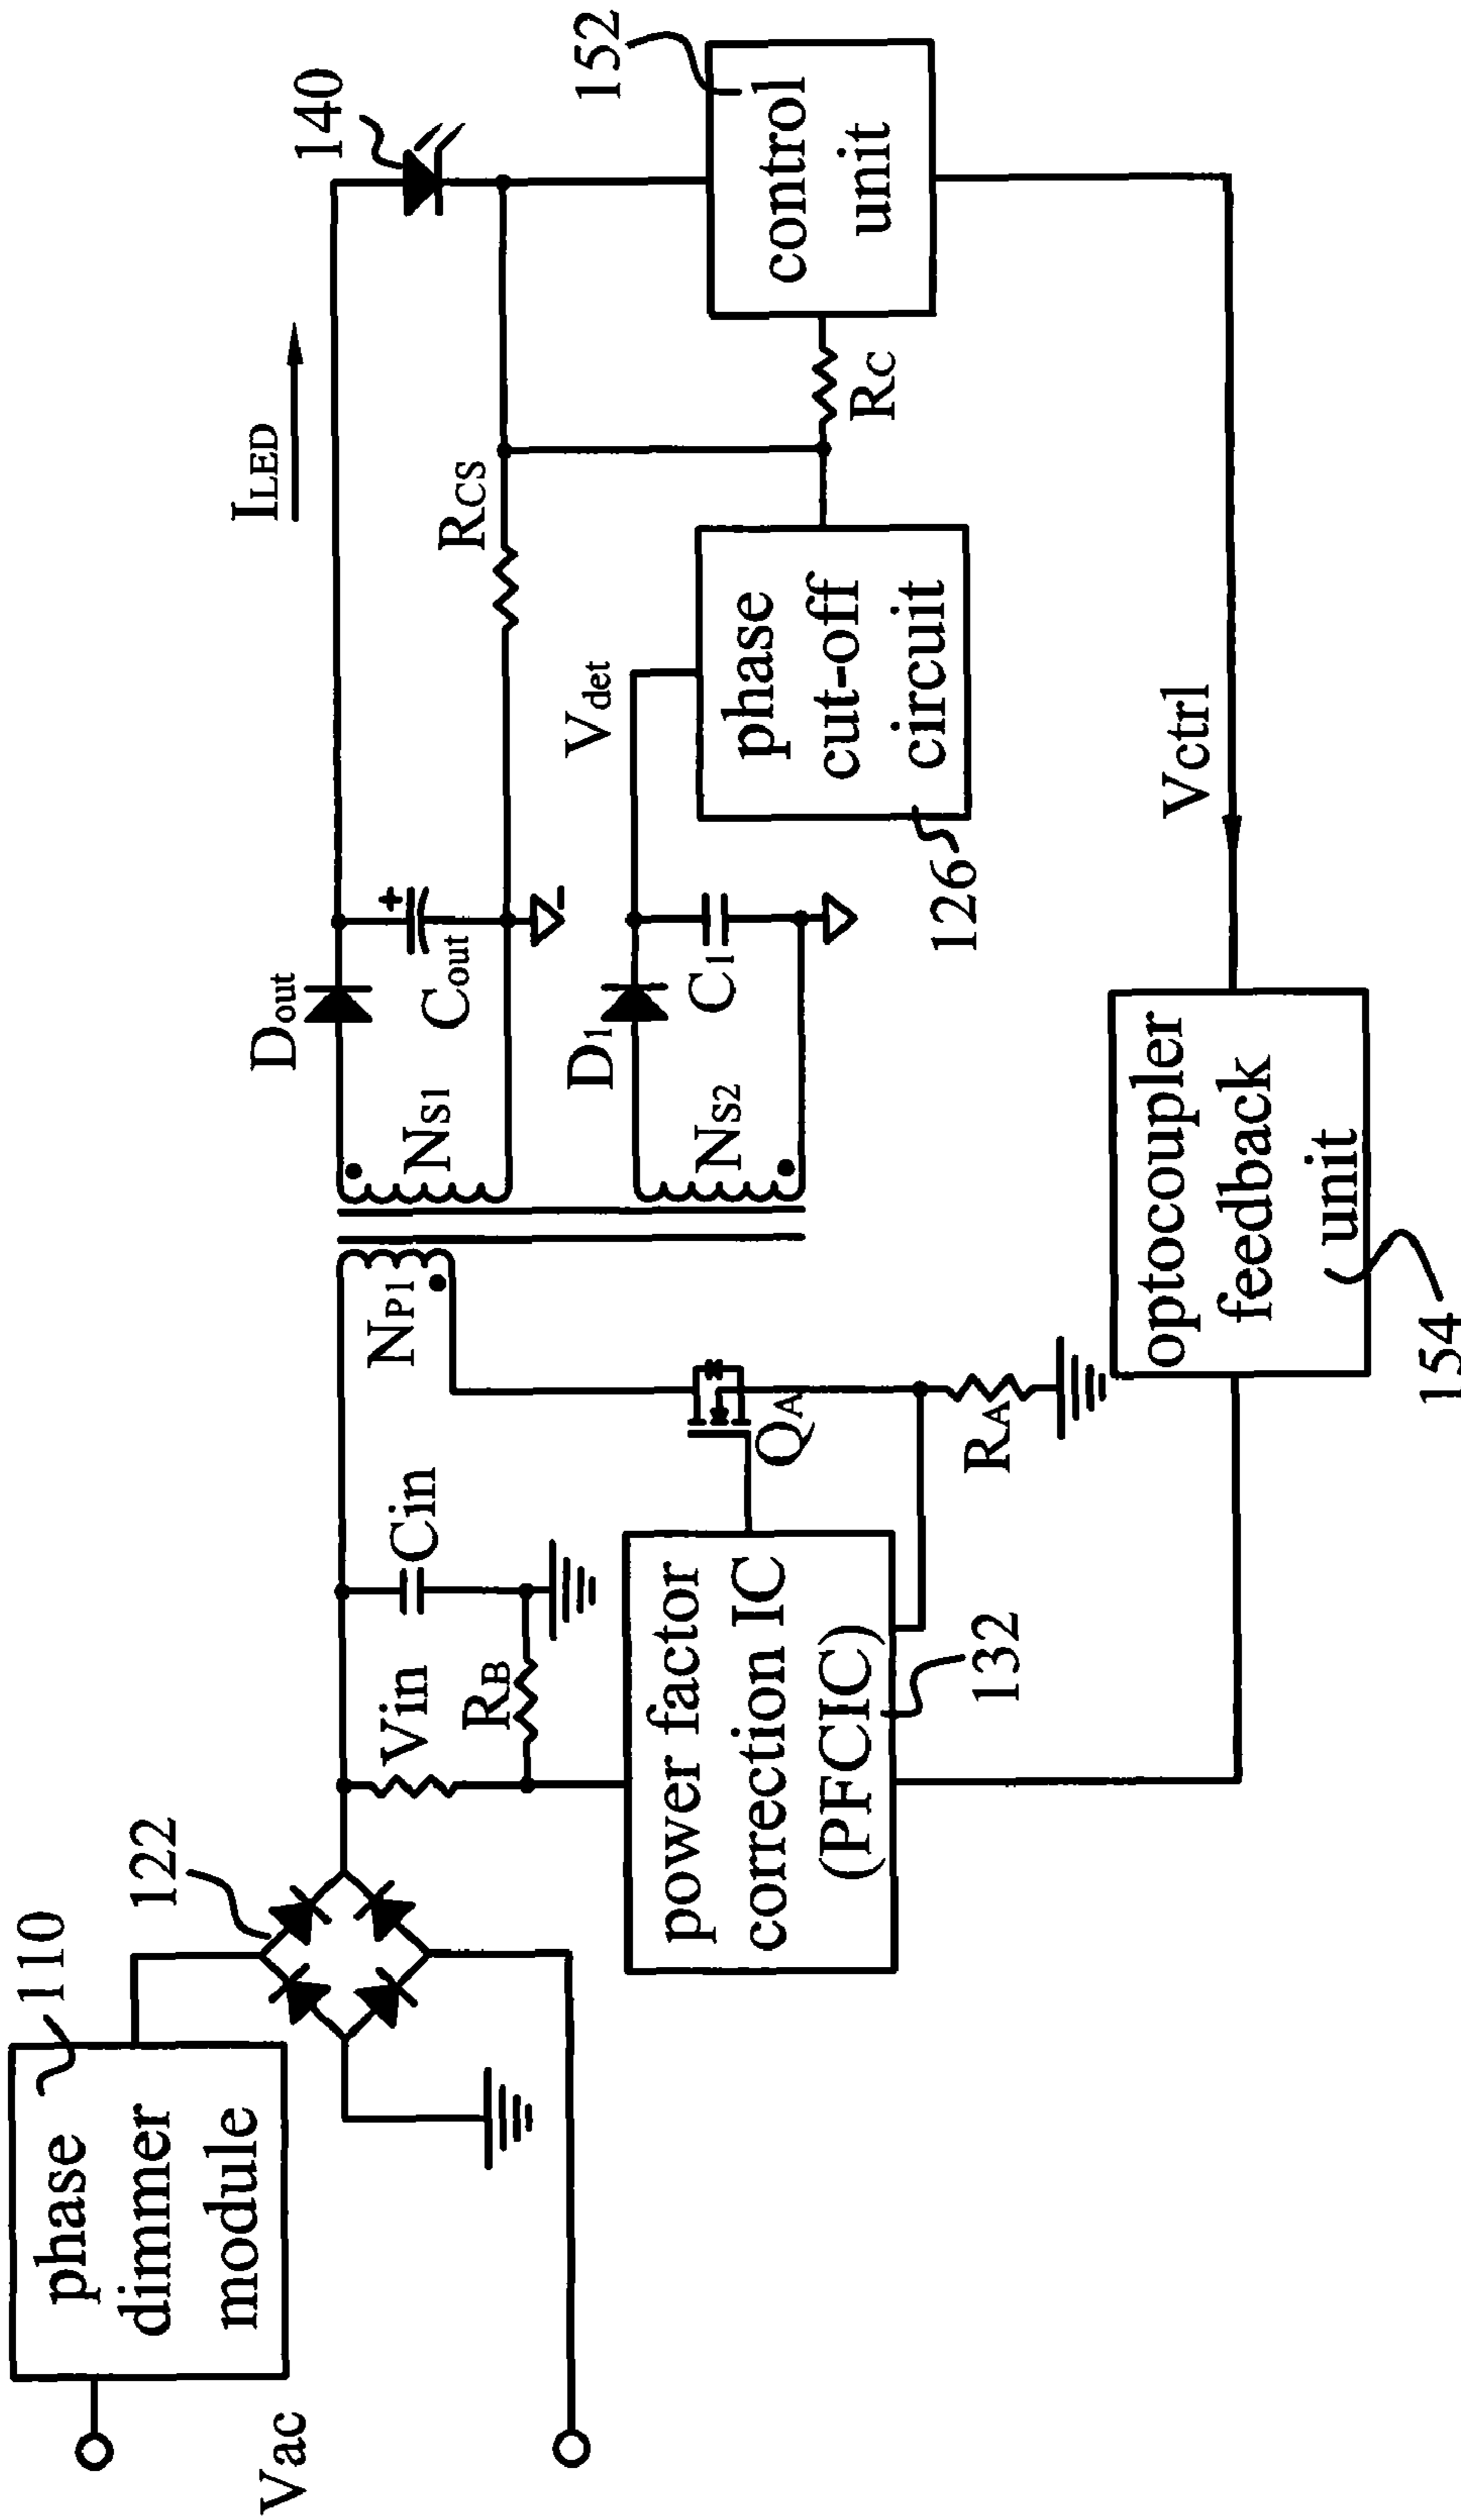 Vac
phase
dimmer
module
110
122
Vin
RB
Cin
NP1
NS1
NS2
Dout
Cout
D1
C1
Vdet
RCS
ILED
140
power factor
correction IC
(PFCIC)
132
QA
RA
phase
cut-off
circuit
126
RC
control
unit
152
Vctrl
optocoupler
feedback
unit
154